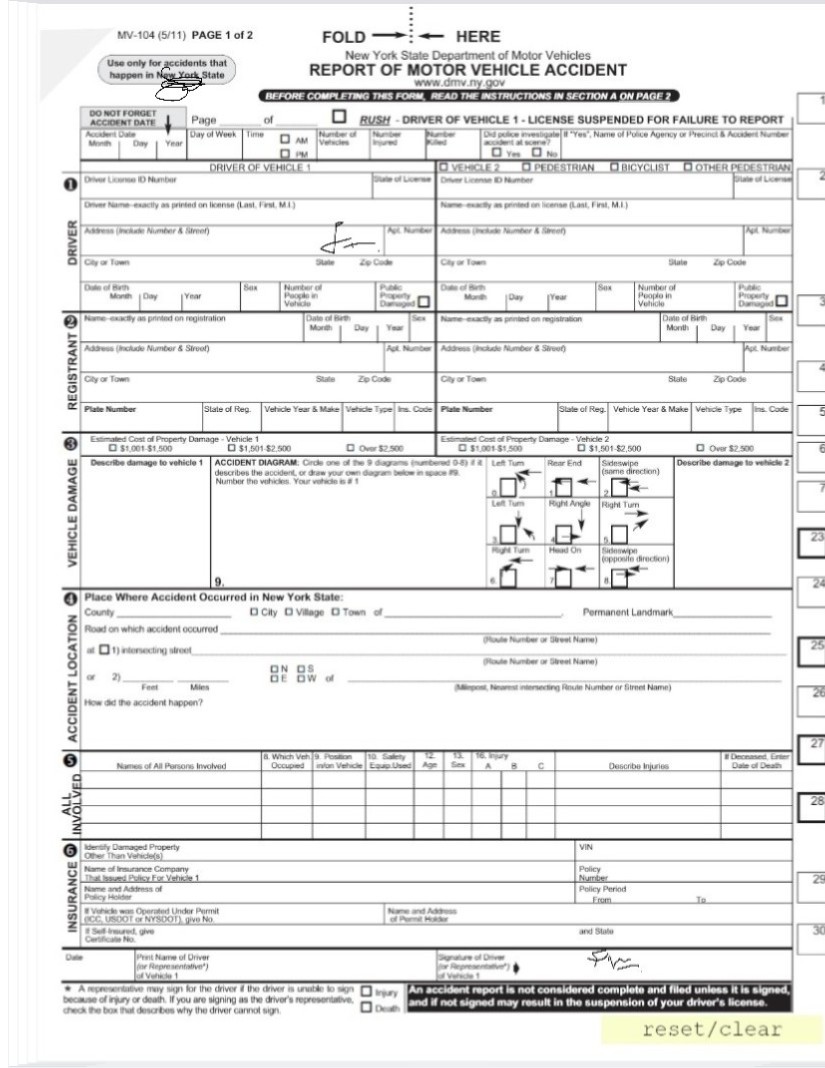 MV-104 (5/11) PAGE 1 of 2
FOLD HERE
Use only for accidents that
happen in New York State
New York State Department of Motor Vehicles
REPORT OF MOTOR VEHICLE ACCIDENT
www.dmv.ny.gov
BEFORE COMPLETING THIS FORM, READ THE INSTRUCTIONS IN SECTION A ON PAGE 2
DO NOT FORGET
ACCIDENT DATE
Page ____ of ____
RUSH - DRIVER OF VEHICLE 1 - LICENSE SUSPENDED FOR FAILURE TO REPORT
1
Accident Date
Month Day Year
Day of Week
Time
AM
PM
Number of
Vehicles
Number
Injured
Number
Killed
Did police investigate
accident at scene?
Yes No
If "Yes", Name of Police Agency or Precinct & Accident Number
DRIVER OF VEHICLE 1
VEHICLE 2 PEDESTRIAN BICYCLIST OTHER PEDESTRIAN
2
1 DRIVER
Driver License ID Number State of License
Driver License ID Number State of License
Driver Name–exactly as printed on license (Last, First, M.I.)
Name–exactly as printed on license (Last, First, M.I.)
Address (Include Number & Street) Apt. Number
Address (Include Number & Street) Apt. Number
City or Town State Zip Code
City or Town State Zip Code
Date of Birth
Month Day Year
Sex
Number of
People in
Vehicle
Public
Property
Damaged
Date of Birth
Month Day Year
Sex
Number of
People in
Vehicle
Public
Property
Damaged
3
2 REGISTRANT
Name–exactly as printed on registration
Date of Birth
Month Day Year
Sex
Name–exactly as printed on registration
Date of Birth
Month Day Year
Sex
Address (Include Number & Street) Apt. Number
Address (Include Number & Street) Apt. Number
4
City or Town State Zip Code
City or Town State Zip Code
Plate Number State of Reg. Vehicle Year & Make Vehicle Type Ins. Code
Plate Number State of Reg. Vehicle Year & Make Vehicle Type Ins. Code
5
3 VEHICLE DAMAGE
Estimated Cost of Property Damage - Vehicle 1
$1,001-$1,500 $1,501-$2,500 Over $2,500
Estimated Cost of Property Damage - Vehicle 2
$1,001-$1,500 $1,501-$2,500 Over $2,500
6
Describe damage to vehicle 1
ACCIDENT DIAGRAM: Circle one of the 9 diagrams (numbered 0-8) if it
describes the accident, or draw your own diagram below in space #9.
Number the vehicles. Your vehicle is # 1
9.
Left Turn
0.
Rear End
1.
Sideswipe
(same direction)
2.
Left Turn
3.
Right Angle
4.
Right Turn
5.
Right Turn
6.
Head On
7.
Sideswipe
(opposite direction)
8.
Describe damage to vehicle 2
7
23
24
4 ACCIDENT LOCATION
Place Where Accident Occurred in New York State:
County City Village Town of Permanent Landmark
Road on which accident occurred
(Route Number or Street Name)
at 1) intersecting street
(Route Number or Street Name)
25
or 2) N S E W of
Feet Miles
(Milepost, Nearest intersecting Route Number or Street Name)
26
How did the accident happen?
27
5 ALL INVOLVED
Names of All Persons Involved
8. Which Veh.
Occupied
9. Position
in/on Vehicle
10. Safety
Equip.Used
12.
Age
13.
Sex
16. Injury
A B C
Describe Injuries
If Deceased, Enter
Date of Death
28
6 INSURANCE
Identify Damaged Property
Other Than Vehicle(s)
VIN
Name of Insurance Company
That Issued Policy For Vehicle 1
Policy
Number
29
Name and Address of
Policy Holder
Policy Period
From To
If Vehicle was Operated Under Permit
(ICC, USDOT or NYSDOT), give No.
Name and Address
of Permit Holder
If Self-Insured, give
Certificate No.
and State
30
Date
Print Name of Driver
(or Representative*)
of Vehicle 1
Signature of Driver
(or Representative*)
of Vehicle 1
* A representative may sign for the driver if the driver is unable to sign
because of injury or death. If you are signing as the driver's representative,
check the box that describes why the driver cannot sign.
Injury
Death
An accident report is not considered complete and filed unless it is signed,
and if not signed may result in the suspension of your driver's license.
reset/clear